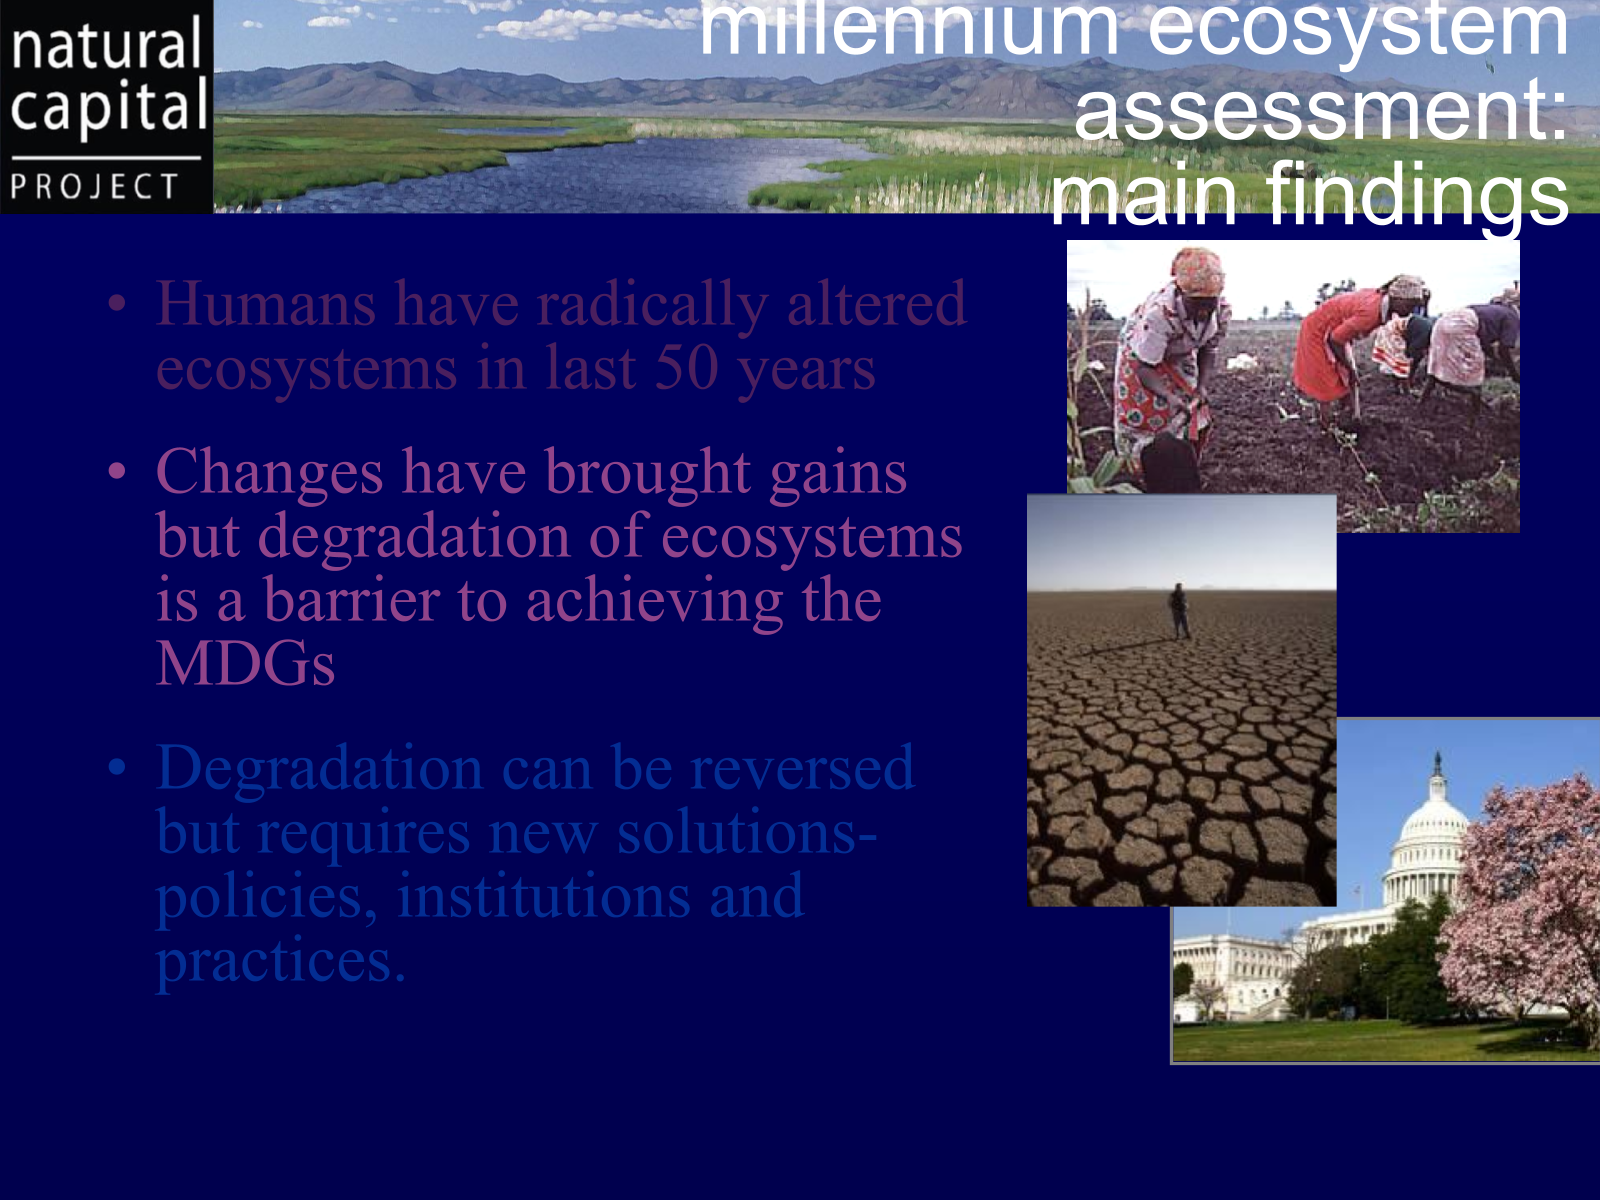 natural
capital
PROJECT
millennium ecosystem
assessment:
main findings
• Humans have radically altered
ecosystems in last 50 years
• Changes have brought gains
but degradation of ecosystems
is a barrier to achieving the
MDGs
• Degradation can be reversed
but requires new solutions-
policies, institutions and
practices.